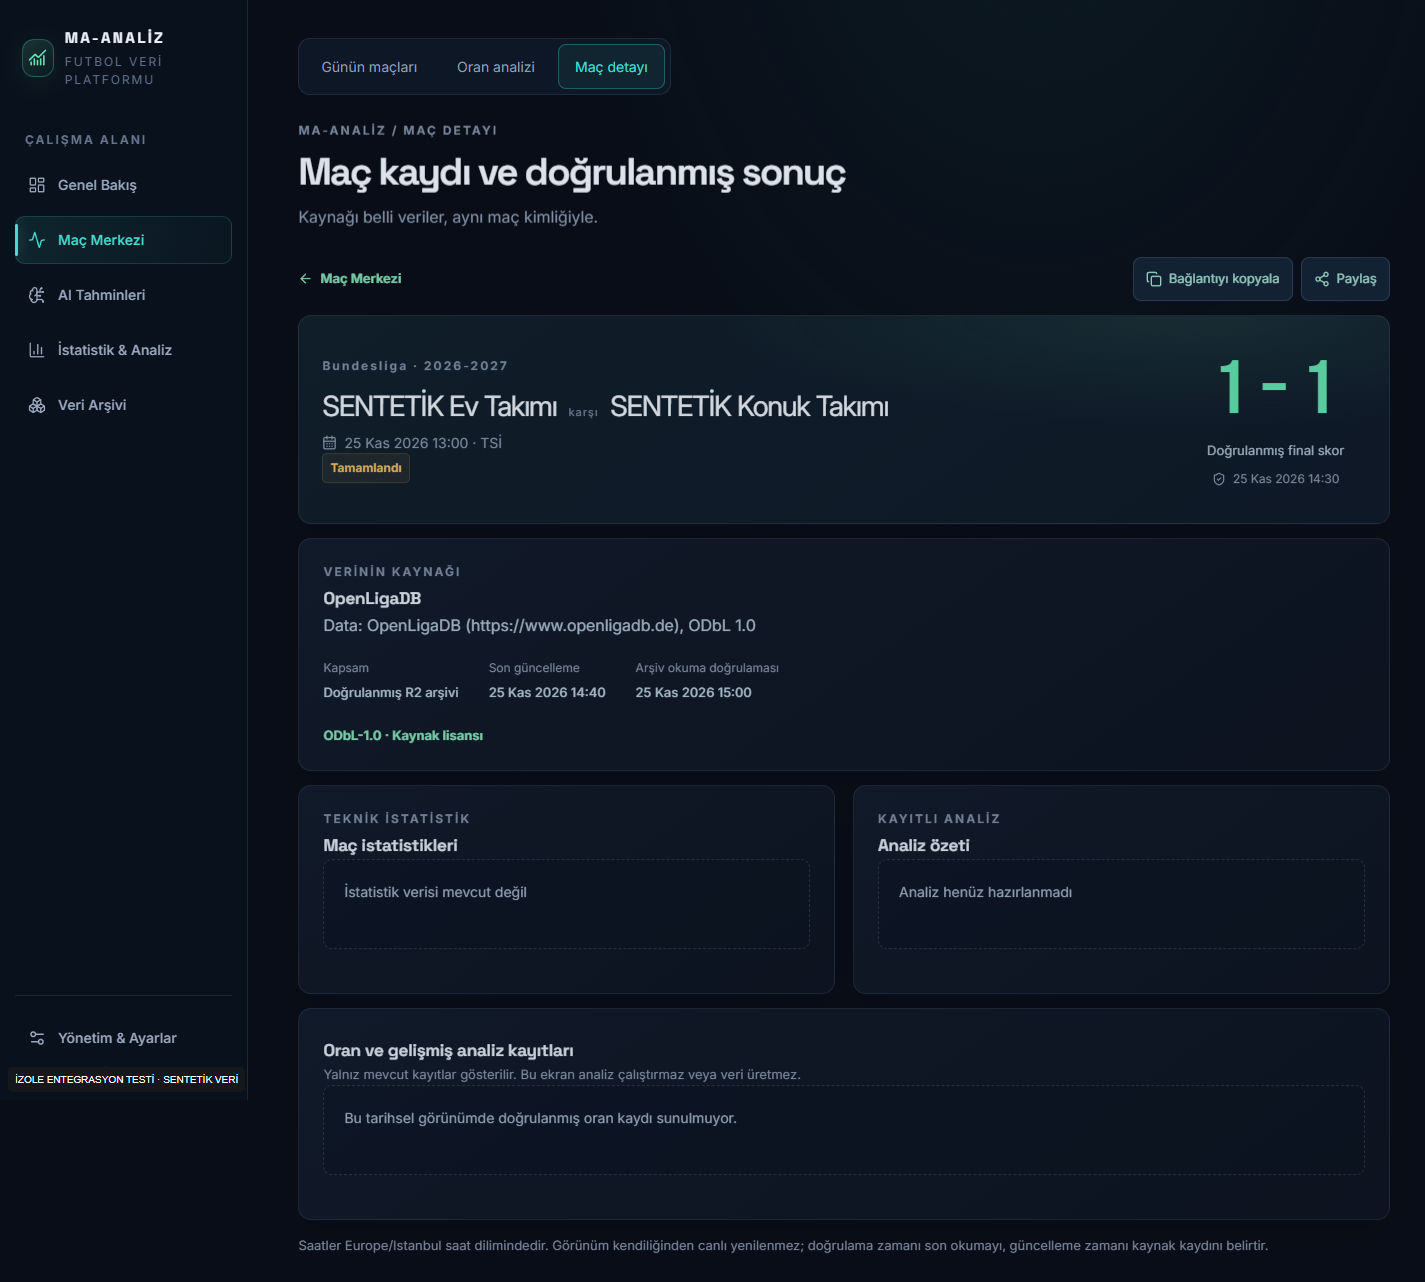 MA-ANALİZ
FUTBOL VERİ
PLATFORMU
ÇALIŞMA ALANI
Genel Bakış
Maç Merkezi
AI Tahminleri
İstatistik & Analiz
Veri Arşivi
Yönetim & Ayarlar
İZOLE ENTEGRASYON TESTİ · SENTETİK VERİ
Günün maçları
Oran analizi
Maç detayı
MA-ANALİZ / MAÇ DETAYI
Maç kaydı ve doğrulanmış sonuç
Kaynağı belli veriler, aynı maç kimliğiyle.
← Maç Merkezi
Bağlantıyı kopyala
Paylaş
Bundesliga · 2026-2027
SENTETİK Ev Takımı karşı SENTETİK Konuk Takımı
25 Kas 2026 13:00 · TSİ
Tamamlandı
1 - 1
Doğrulanmış final skor
25 Kas 2026 14:30
VERİNİN KAYNAĞI
OpenLigaDB
Data: OpenLigaDB (https://www.openligadb.de), ODbL 1.0
Kapsam
Doğrulanmış R2 arşivi
Son güncelleme
25 Kas 2026 14:40
Arşiv okuma doğrulaması
25 Kas 2026 15:00
ODbL-1.0 · Kaynak lisansı
TEKNİK İSTATİSTİK
Maç istatistikleri
İstatistik verisi mevcut değil
KAYITLI ANALİZ
Analiz özeti
Analiz henüz hazırlanmadı
Oran ve gelişmiş analiz kayıtları
Yalnız mevcut kayıtlar gösterilir. Bu ekran analiz çalıştırmaz veya veri üretmez.
Bu tarihsel görünümde doğrulanmış oran kaydı sunulmuyor.
Saatler Europe/Istanbul saat dilimindedir. Görünüm kendiliğinden canlı yenilenmez; doğrulama zamanı son okumayı, güncelleme zamanı kaynak kaydını belirtir.